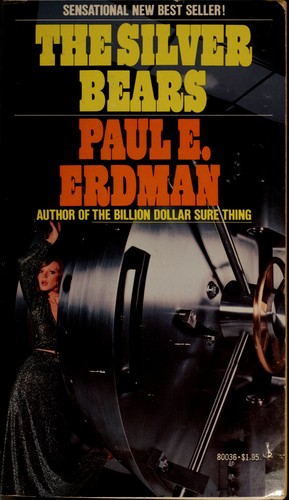 SENSATIONAL NEW BEST SELLER!
THE SILVER
BEARS
PAUL E.
ERDMAN
AUTHOR OF THE BILLION DOLLAR SURE THING
80036•$1.95